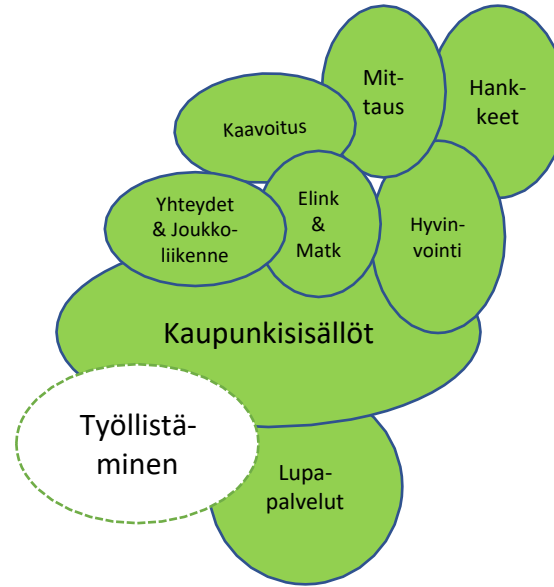 Mit-
taus
Hank-
keet
Kaavoitus
Yhteydet
& Joukko-
liikenne
Elink
&
Matk
Hyvin-
vointi
Kaupunkisisällöt
Työllistä-
minen
Lupa-
palvelut